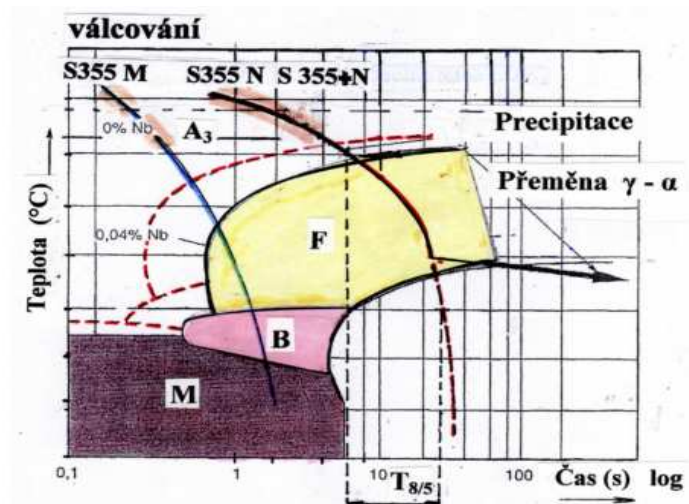 válcování
S355 M
S355 N
S 355+N
0% Nb
A3
Precipitace
Přeměna γ - α
Teplota (°C)
0,04% Nb
F
B
M
0,1
1
10
100
Čas (s) log
T8/5